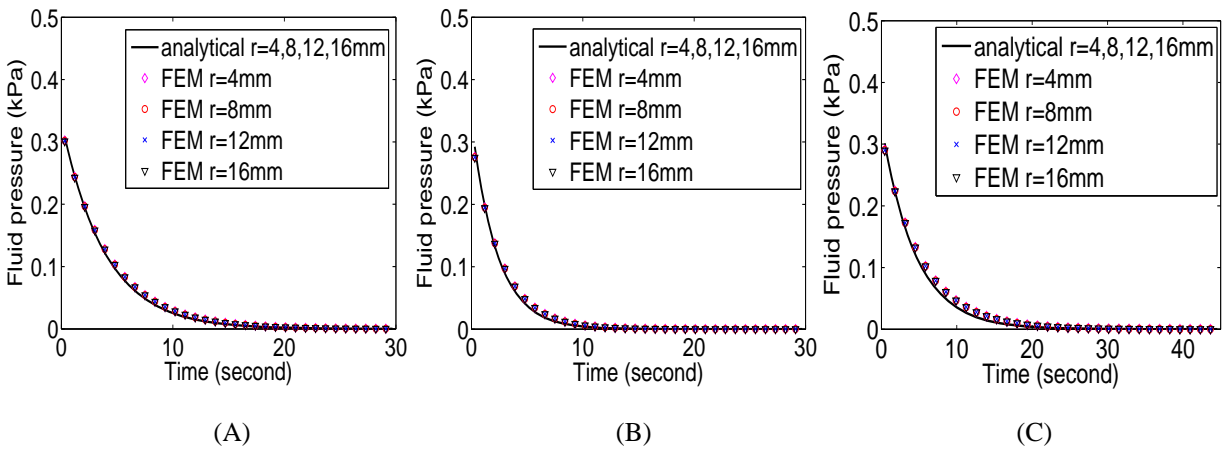 0.5
0.4
0.3
0.2
0.1
0
Fluid pressure (kPa)
analytical r=4,8,12,16mm
FEM r=4mm
FEM r=8mm
FEM r=12mm
FEM r=16mm
0 10 20 30
Time (second)
(A)
0.5
0.4
0.3
0.2
0.1
0
Fluid pressure (kPa)
analytical r=4,8,12,16mm
FEM r=4mm
FEM r=8mm
FEM r=12mm
FEM r=16mm
0 10 20 30
Time (second)
(B)
0.5
0.4
0.3
0.2
0.1
0
Fluid pressure (kPa)
analytical r=4,8,12,16mm
FEM r=4mm
FEM r=8mm
FEM r=12mm
FEM r=16mm
0 10 20 30 40
Time (second)
(C)